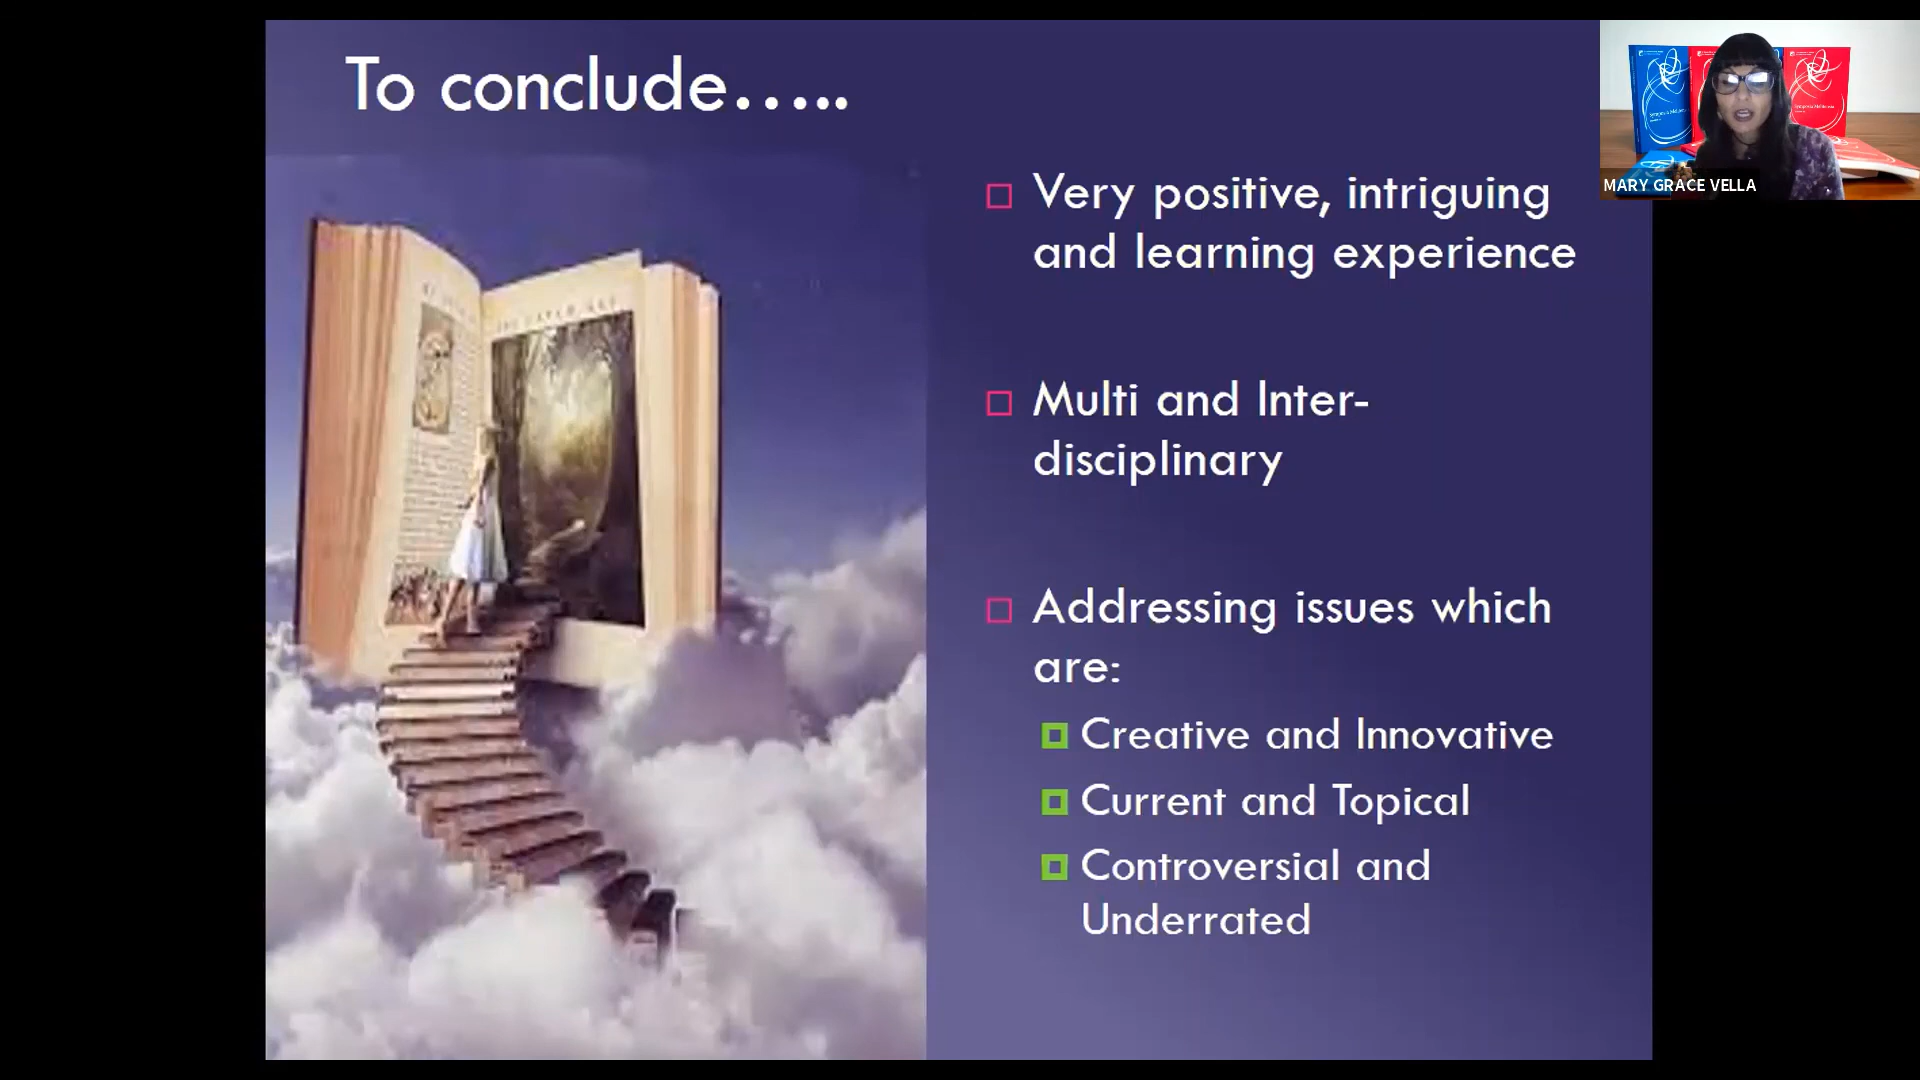 To conclude…..
Very positive, intriguing
and learning experience
Multi and Inter-
disciplinary
Addressing issues which
are:
Creative and Innovative
Current and Topical
Controversial and
Underrated
MARY GRACE VELLA